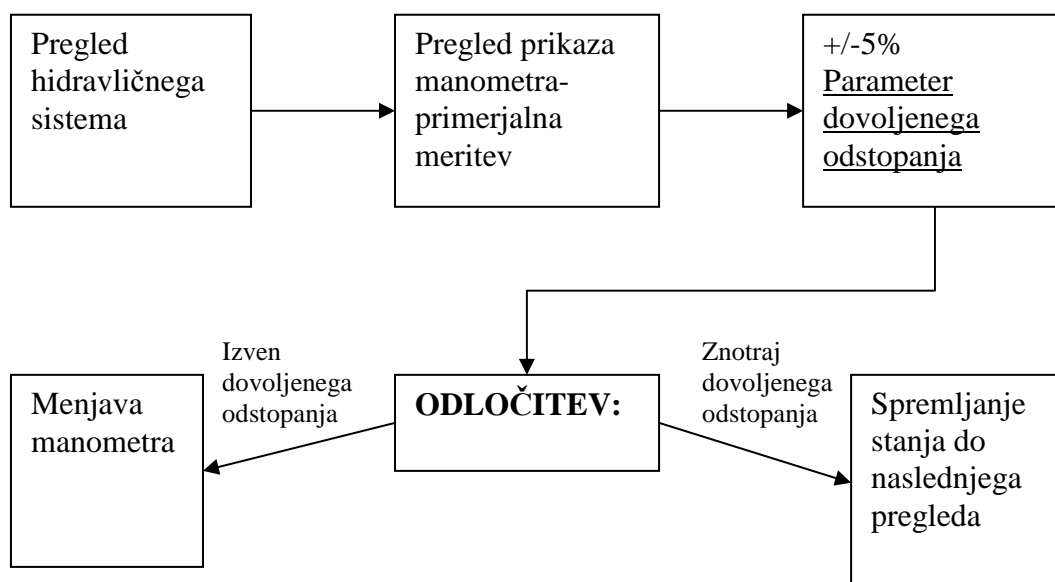 Pregled
hidravličnega
sistema
Pregled prikaza
manometra-
primerjalna
meritev
+/-5%
Parameter
dovoljenega
odstopanja
Izven
dovoljenega
odstopanja
Znotraj
dovoljenega
odstopanja
Menjava
manometra
ODLOČITEV:
Spremljanje
stanja do
naslednjega
pregleda